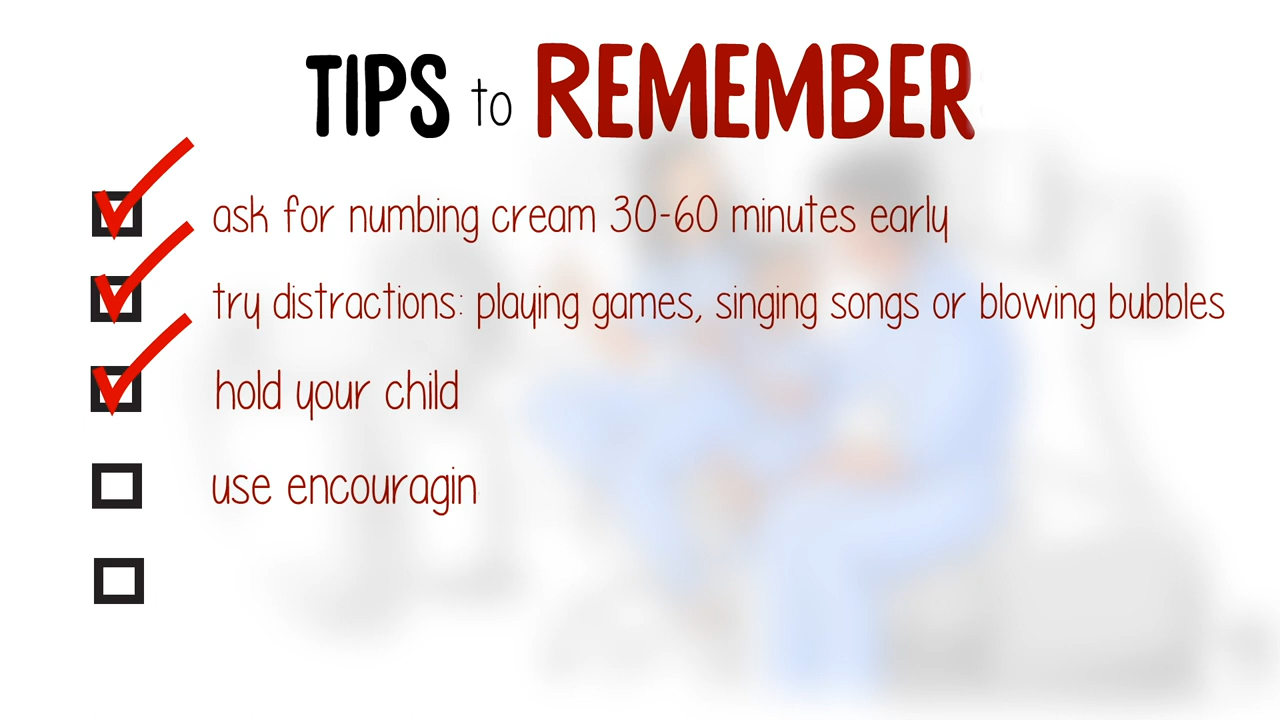 TIPS to REMEMBER
ask for numbing cream 30-60 minutes early
try distractions: playing games, singing songs or blowing bubbles
hold your child
use encouragin